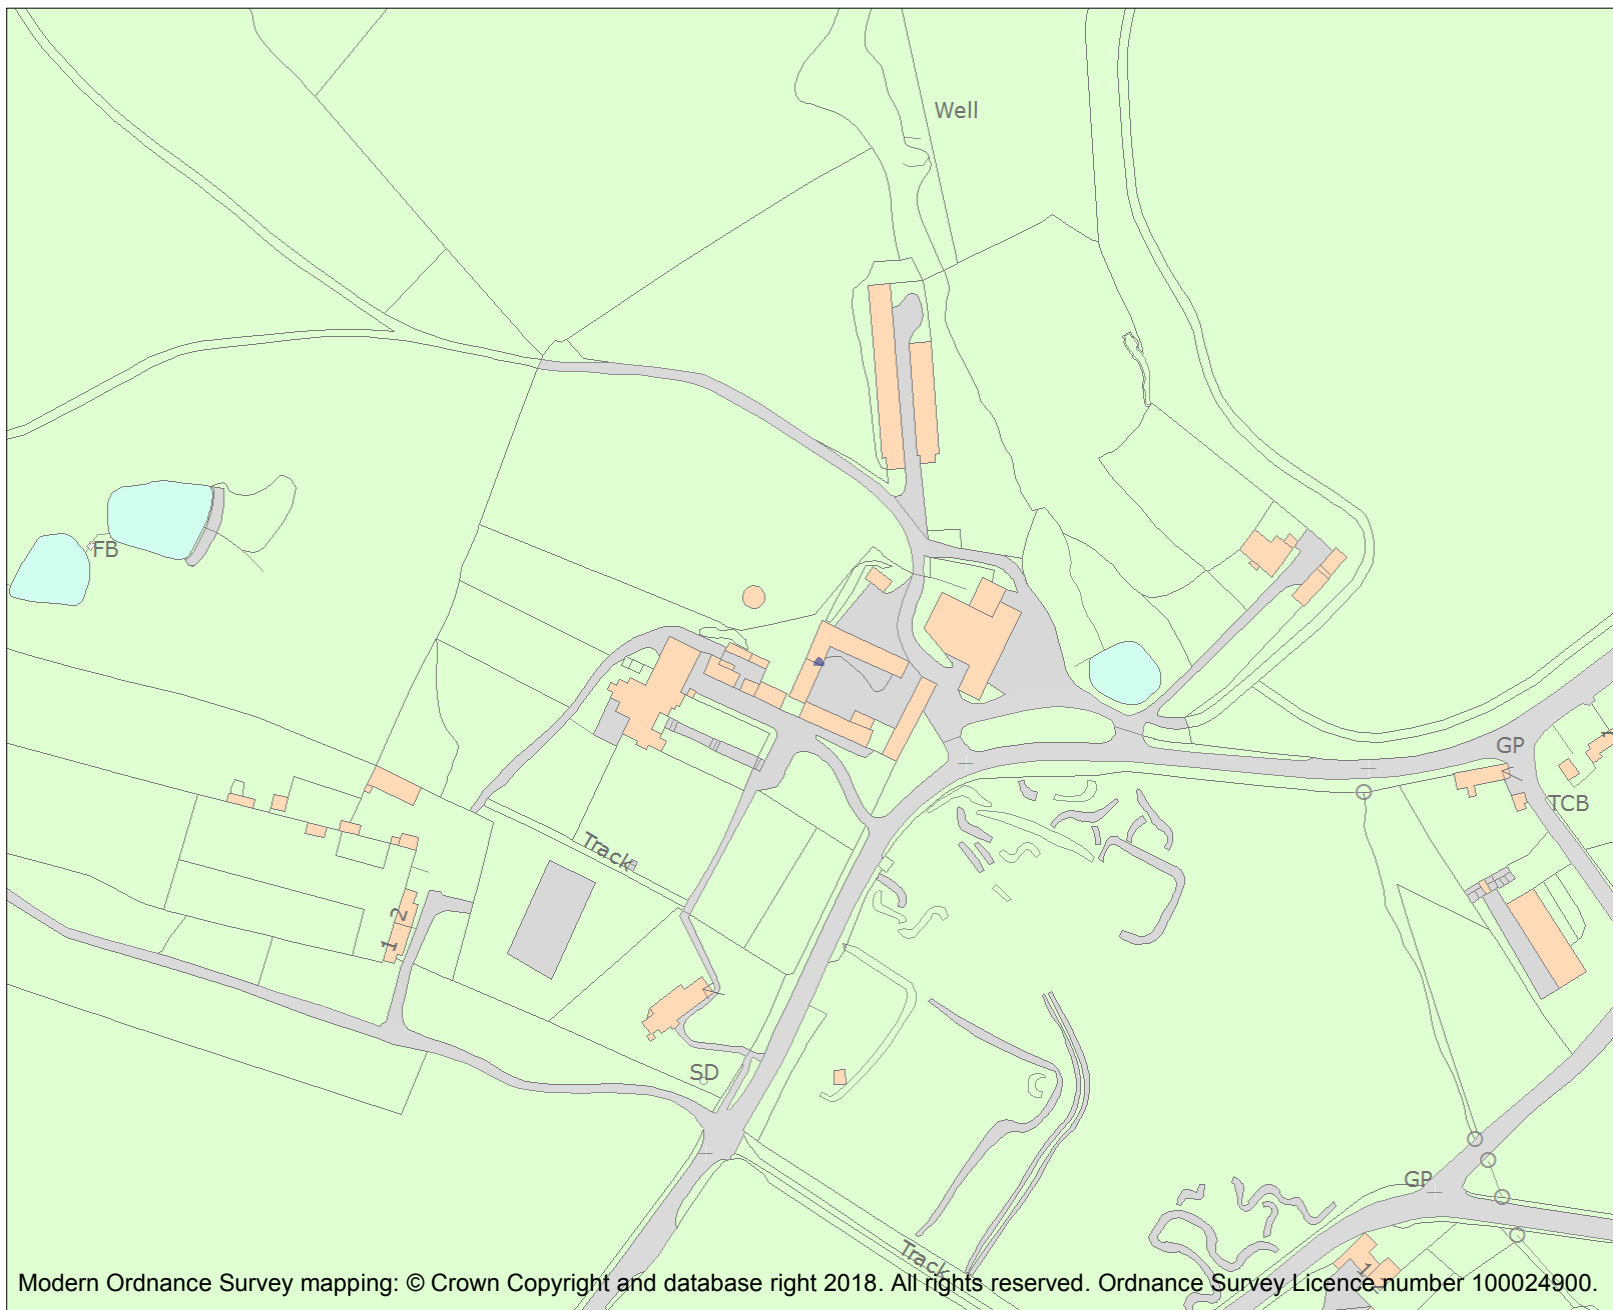 Well
FB
GP
TCB
Track
2
1
SD
GP
Track
1
Modern Ordnance Survey mapping: © Crown Copyright and database right 2018. All rights reserved. Ordnance Survey Licence number 100024900.